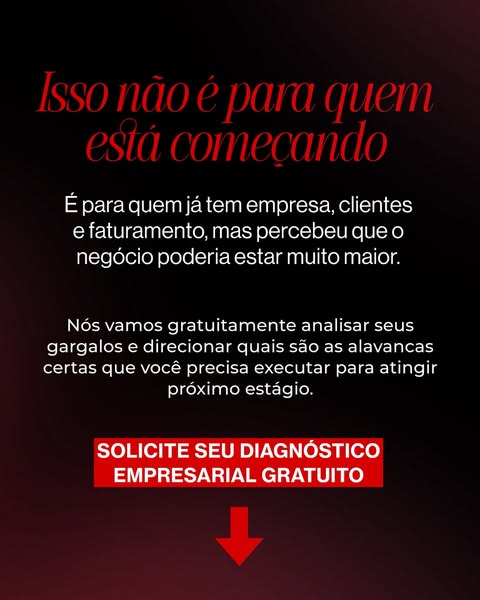 Isso não é para quem
está começando
É para quem já tem empresa, clientes
e faturamento, mas percebeu que o
negócio poderia estar muito maior.
Nós vamos gratuitamente analisar seus
gargalos e direcionar quais são as alavancas
certas que você precisa executar para atingir
próximo estágio.
SOLICITE SEU DIAGNÓSTICO
EMPRESARIAL GRATUITO